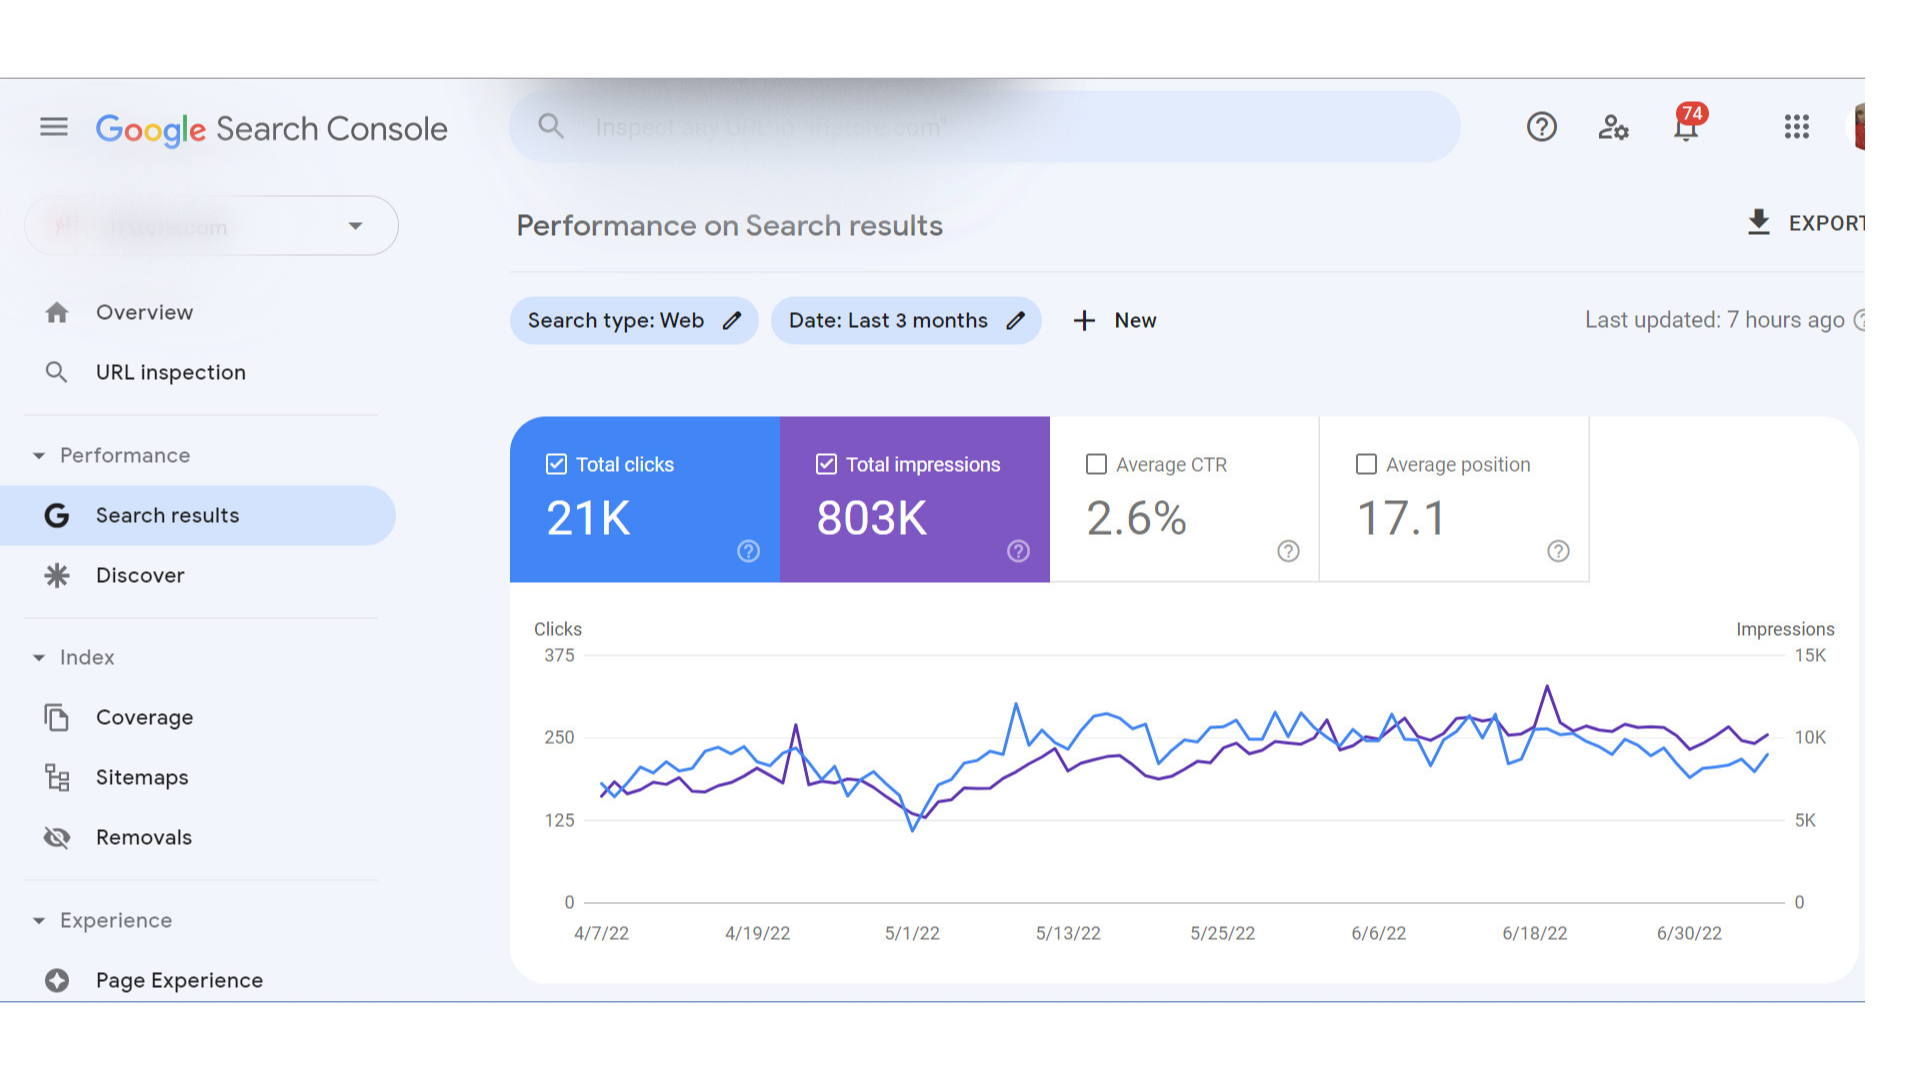 Google Search Console
Inspect any URL in
74
Overview
URL inspection
Performance
Search results
Discover
Index
Coverage
Sitemaps
Removals
Experience
Page Experience
Performance on Search results
EXPORT
Search type: Web
Date: Last 3 months
New
Last updated: 7 hours ago
Total clicks
21K
Total impressions
803K
Average CTR
2.6%
Average position
17.1
Clicks
Impressions
375
15K
250
10K
125
5K
0
0
4/7/22 4/19/22 5/1/22 5/13/22 5/25/22 6/6/22 6/18/22 6/30/22